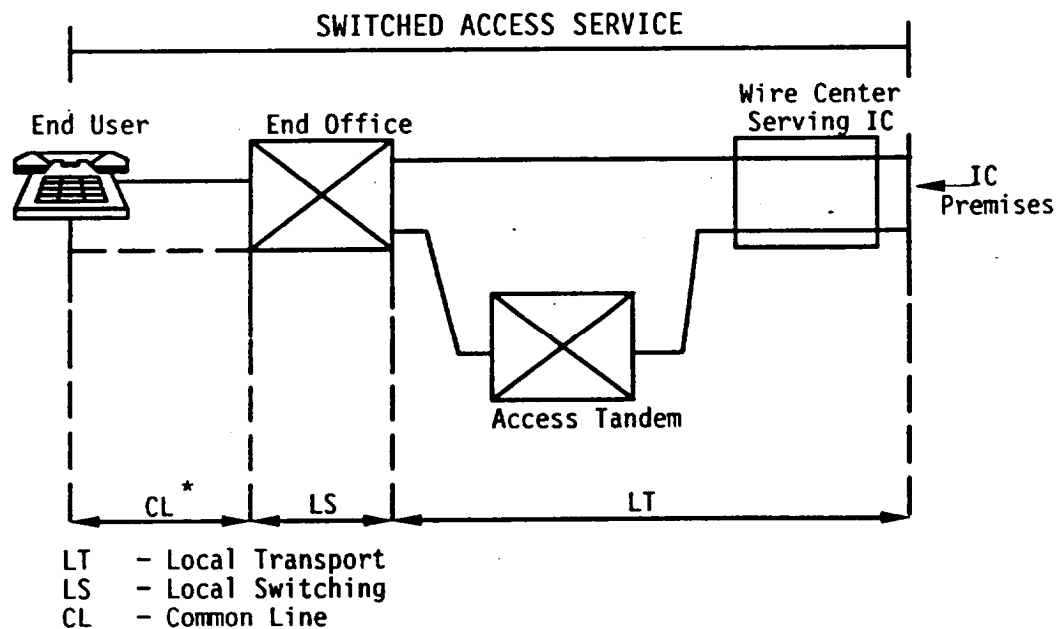 SWITCHED ACCESS SERVICE
Wire Center
Serving IC
End User
End Office
IC
Premises
Access Tandem
CL*
LS
LT
LT - Local Transport
LS - Local Switching
CL - Common Line